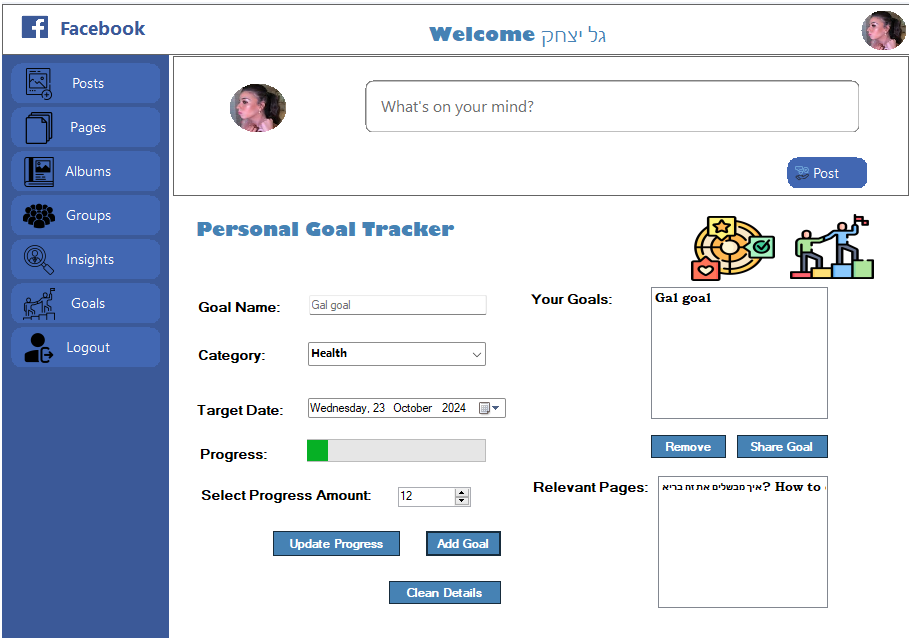 Facebook
Welcome גל יצחק
Posts
Pages
Albums
Groups
Insights
Goals
Logout
What's on your mind?
Post
Personal Goal Tracker
Goal Name: Gal goal
Category: Health
Target Date: Wednesday, 23 October 2024
Progress:
Select Progress Amount: 12
Update Progress
Add Goal
Clean Details
Your Goals:
Gal goal
Remove
Share Goal
Relevant Pages:
איך מבשלים את זה בריא? How to